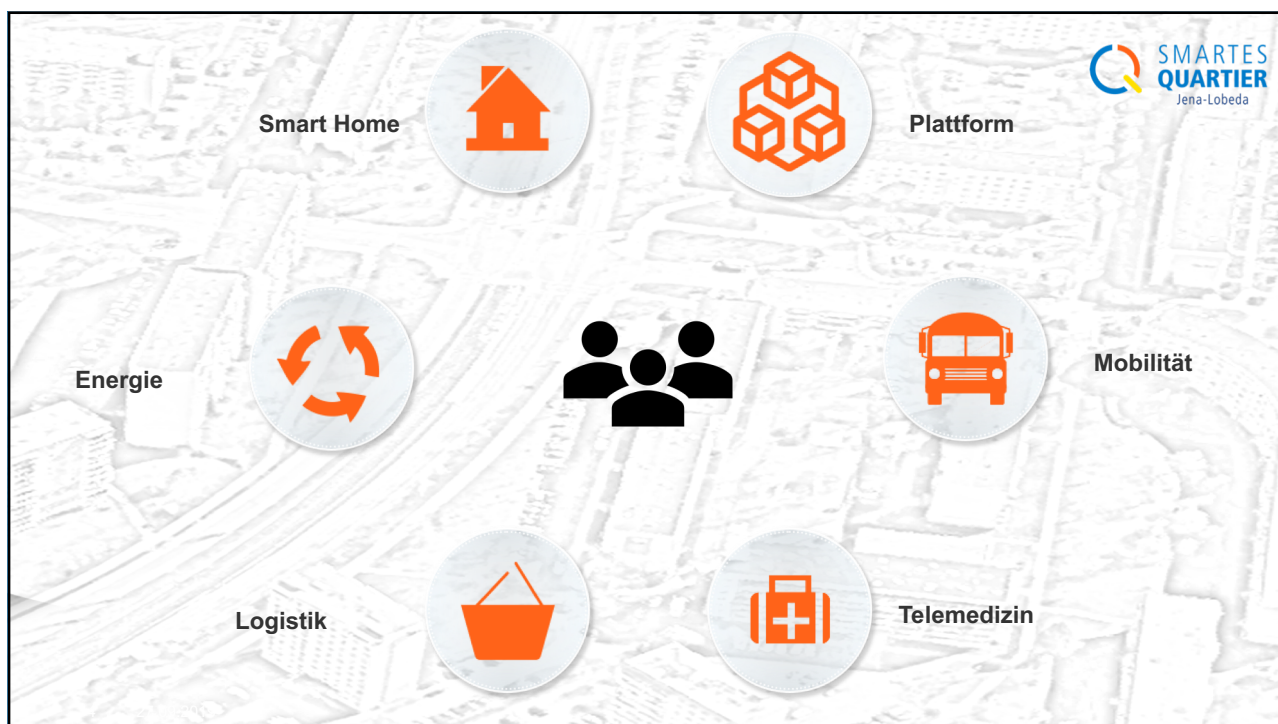 SMARTES
QUARTIER
Jena-Lobeda
Smart Home
Plattform
Energie
Mobilität
Logistik
Telemedizin